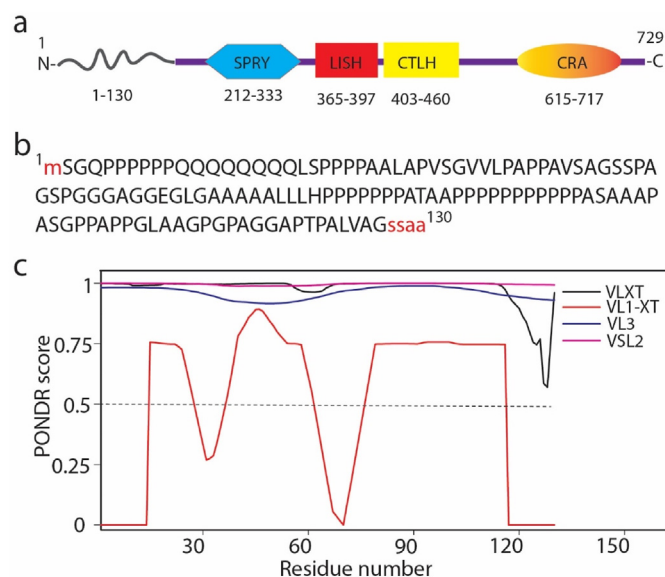 a
1
729
N-
SPRY
LISH
CTLH
CRA
-C
1-130
212-333
365-397
403-460
615-717
b
1mSGQPPPPPPQQQQQQQQQLSPPPPAALAPVSGVVLPAPPAVSAGSSPA
GSPGGGAGGEGLGAAAAALLLHPPPPPPPATAAPPPPPPPPPPPASAAAP
ASGPPAPPGLAAGPGPAGGAPTPALVAGssaa130
c
VLXT
VL1-XT
VL3
VSL2
PONDR score
1
0.75
0.5
0.25
0
30
60
90
120
150
Residue number